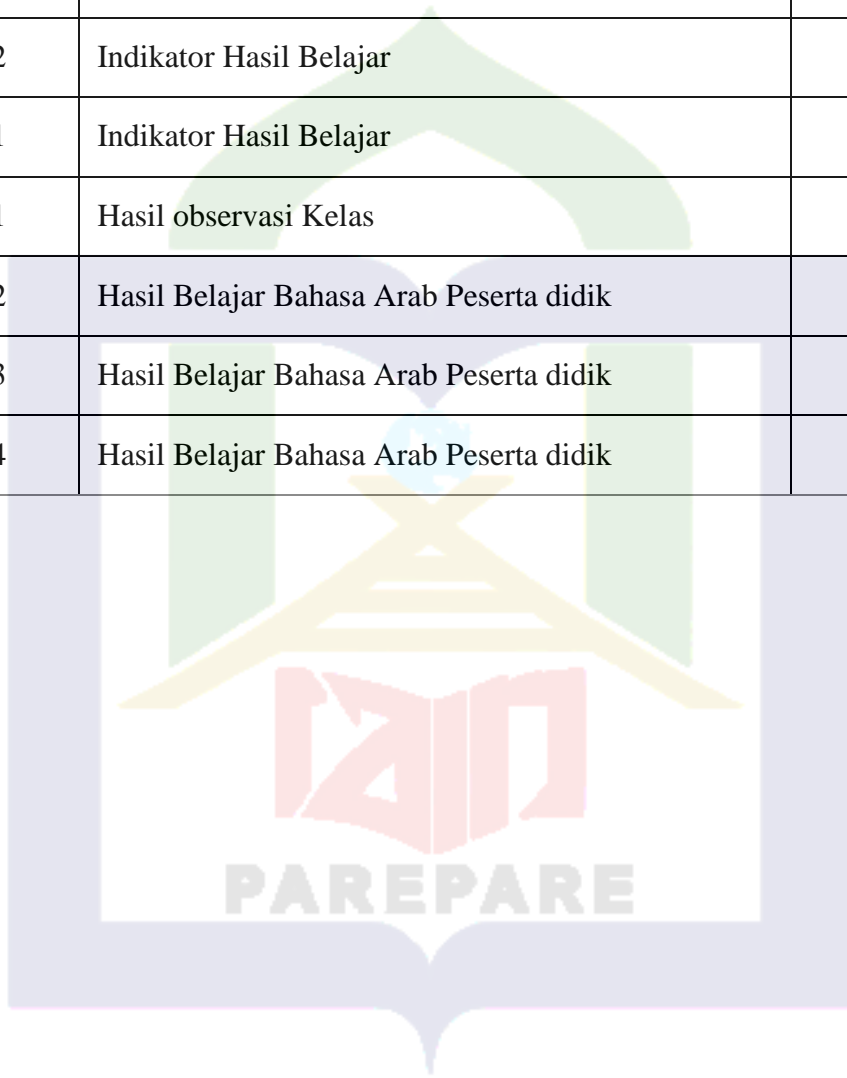 2 Indikator Hasil Belajar
1 Indikator Hasil Belajar
1 Hasil observasi Kelas
2 Hasil Belajar Bahasa Arab Peserta didik
3 Hasil Belajar Bahasa Arab Peserta didik
4 Hasil Belajar Bahasa Arab Peserta didik
iain
PAREPARE